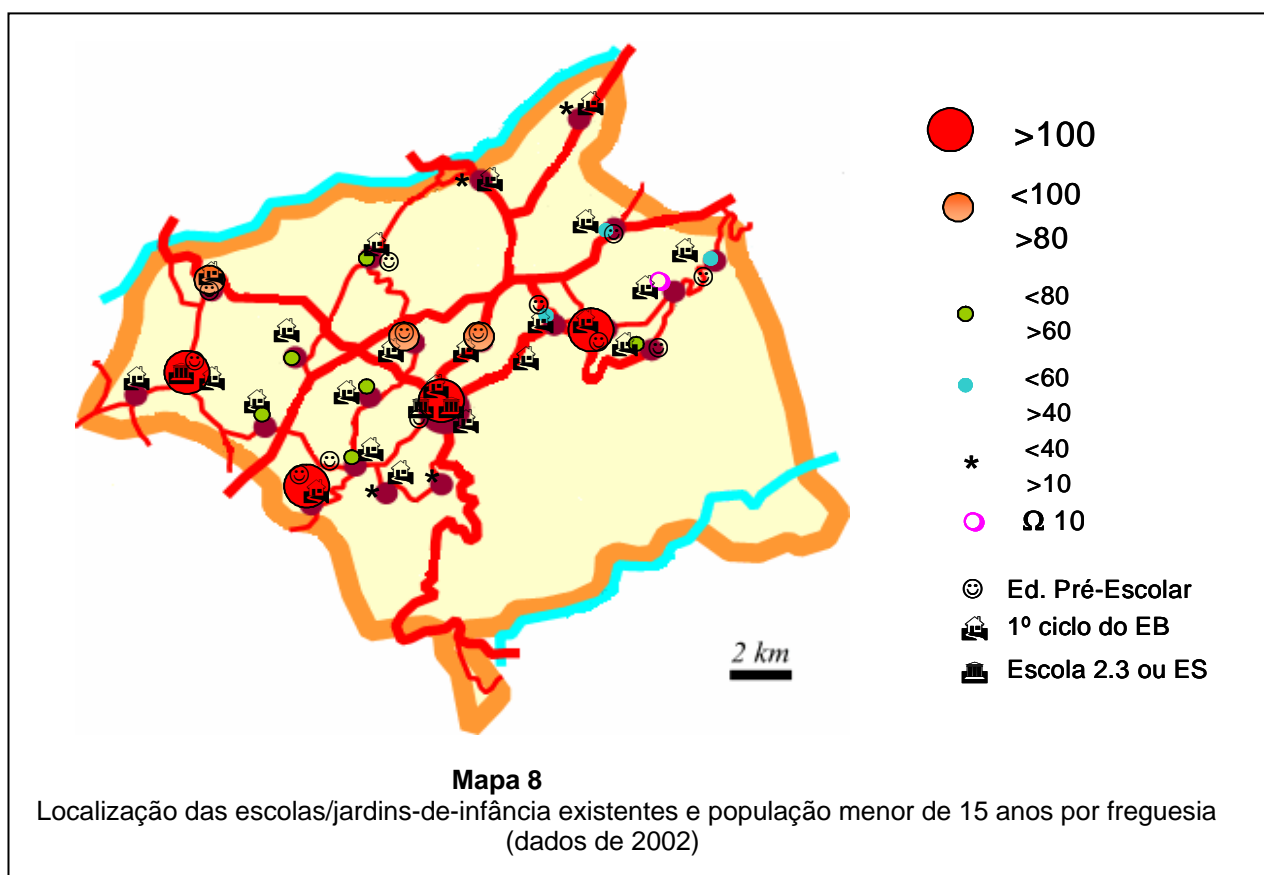 >100
<100
>80
<80
>60
<60
>40
<40
>10
Ω 10
Ed. Pré-Escolar
1º ciclo do EB
Escola 2.3 ou ES
2 km
Mapa 8
Localização das escolas/jardins-de-infância existentes e população menor de 15 anos por freguesia
(dados de 2002)